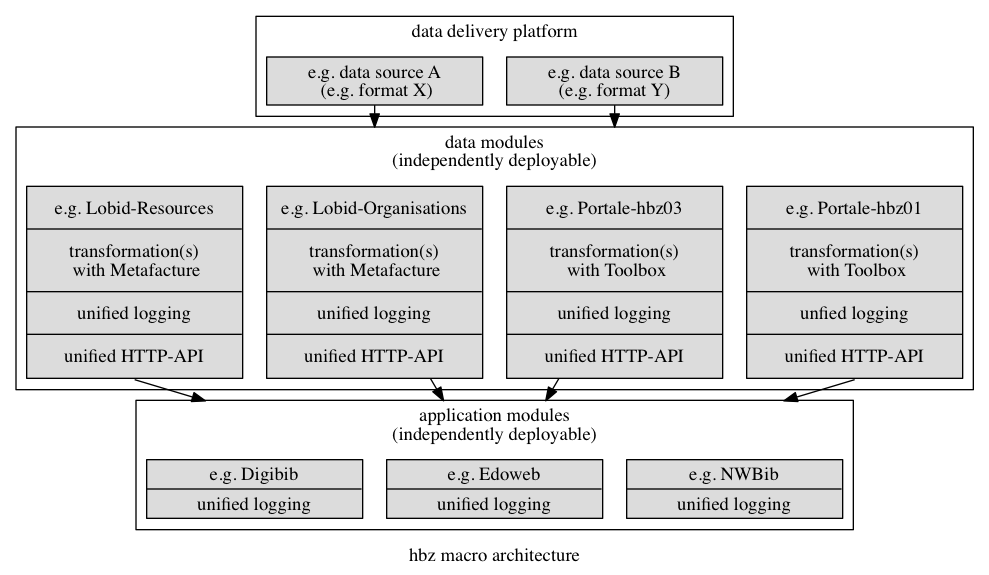 data delivery platform
e.g. data source A
(e.g. format X)
e.g. data source B
(e.g. format Y)
data modules
(independently deployable)
e.g. Lobid-Resources
transformation(s)
with Metafacture
unified logging
unified HTTP-API
e.g. Lobid-Organisations
transformation(s)
with Metafacture
unified logging
unified HTTP-API
e.g. Portale-hbz03
transformation(s)
with Toolbox
unified logging
unified HTTP-API
e.g. Portale-hbz01
transformation(s)
with Toolbox
unfied logging
unified HTTP-API
application modules
(independently deployable)
e.g. Digibib
unified logging
e.g. Edoweb
unified logging
e.g. NWBib
unified logging
hbz macro architecture